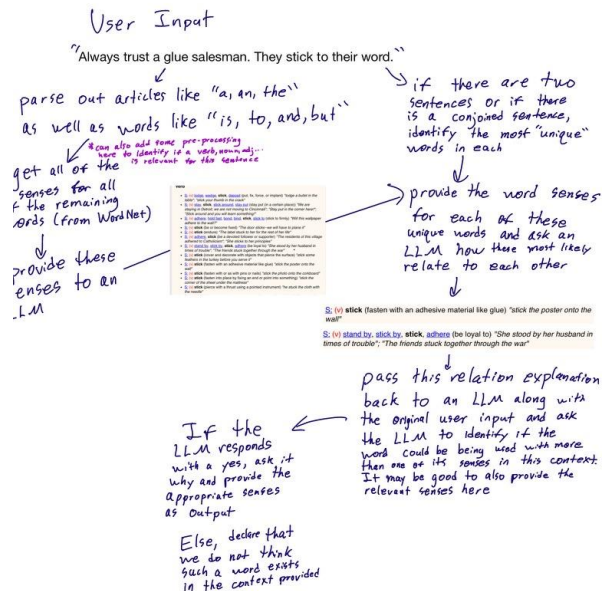 User Input
"Always trust a glue salesman. They stick to their word."
parse out articles like "a, an, the"
as well as words like "is, to, and, but"
*can also add some pre-processing
here to identify if a verb, noun, adj...
is relevant for this sentence
get all of the
senses for all
the remaining
words (from WordNet)
provide these
senses to an
LLM
if there are two
sentences or if there
is a conjoined sentence,
identify the most "unique"
words in each
provide the word senses
for each of these
unique words and ask an
LLM how these most likely
relate to each other
S: (v) stick (fasten with an adhesive material like glue) "stick the poster onto the
wall"
S: (v) stand by, stick by, stick, adhere (be loyal to) "She stood by her husband in
times of trouble"; "The friends stuck together through the war"
pass this relation explanation
back to an LLM along with
the original user input and ask
the LLM to identify if the
word could be being used with more
than one of its senses in this context.
It may be good to also provide the
relevant senses here
If the
LLM responds
with a yes, ask it
why and provide the
appropriate senses
as output
Else, declare that
we do not think
such a word exists
in the context provided